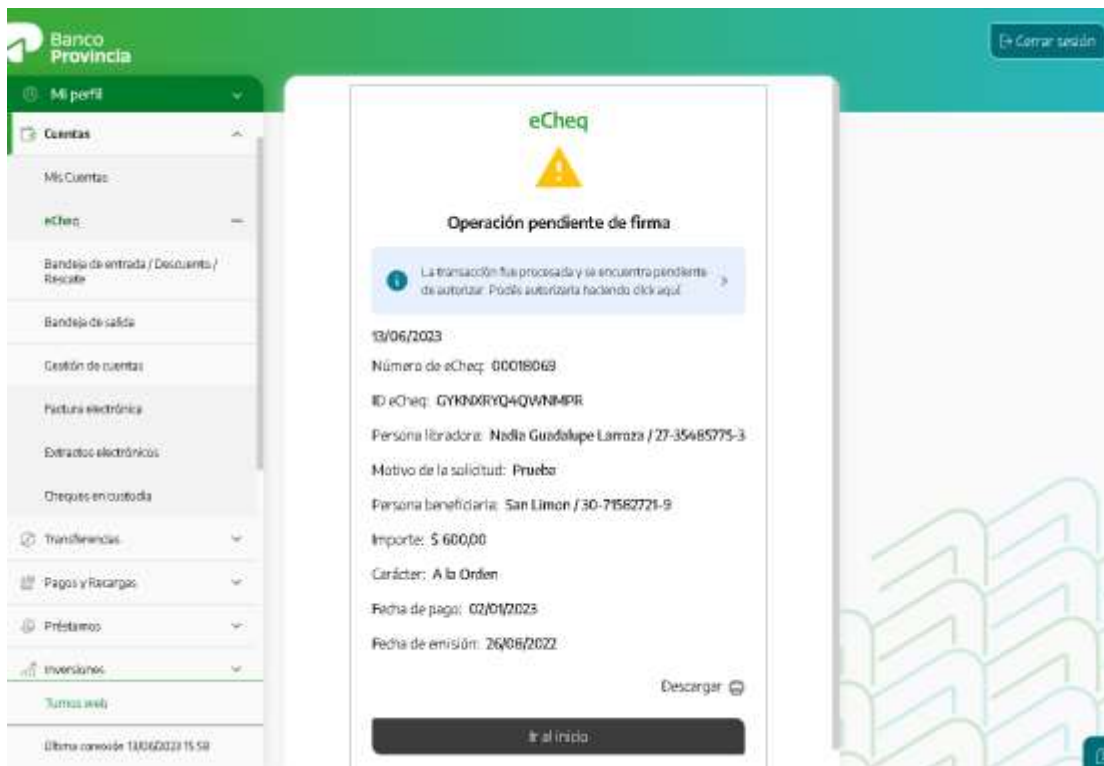 Banco
Provincia
Cerrar sesión
Mi perfil
Cuentas
Mis Cuentas
eCheq
Bandeja de entrada / Descuento /
Rescate
Bandeja de salida
Gestión de cuentas
Factura electrónica
Extractos electrónicos
Cheques en custodia
Transferencias
Pagos y Recargas
Préstamos
Inversiones
Turnos web
Última conexión 13/06/2023 15:58
eCheq
Operación pendiente de firma
La transacción fue procesada y se encuentra pendiente
de autorizar. Podés autorizarla haciendo click aquí
13/06/2023
Número de eCheq: 00018069
ID eCheq: GYKNXRYQ4QWNMPR
Persona libradora: Nadia Guadalupe Larroza / 27-35485775-3
Motivo de la solicitud: Prueba
Persona beneficiaria: San Limon / 30-71582721-9
Importe: $ 600,00
Carácter: A la Orden
Fecha de pago: 02/01/2023
Fecha de emisión: 26/06/2022
Descargar
Ir al inicio